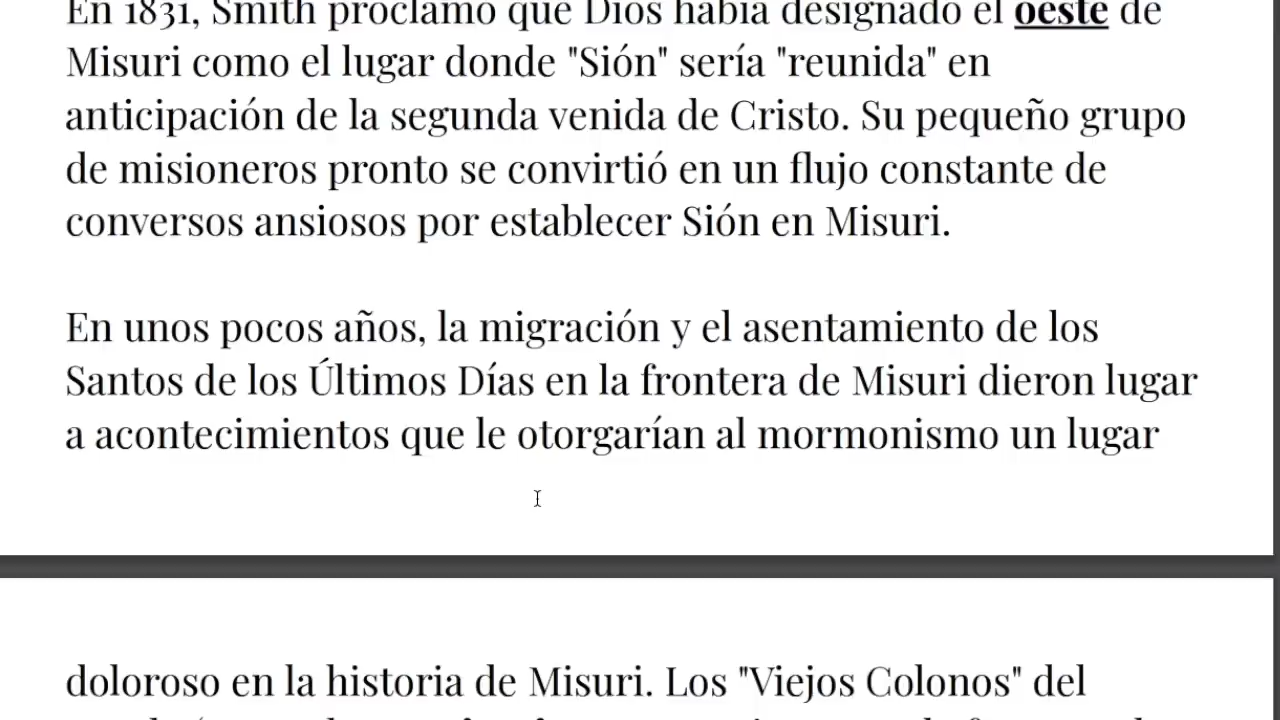 En 1831, Smith proclamó que Dios había designado el oeste de
Misuri como el lugar donde "Sión" sería "reunida" en
anticipación de la segunda venida de Cristo. Su pequeño grupo
de misioneros pronto se convirtió en un flujo constante de
conversos ansiosos por establecer Sión en Misuri.
En unos pocos años, la migración y el asentamiento de los
Santos de los Últimos Días en la frontera de Misuri dieron lugar
a acontecimientos que le otorgarían al mormonismo un lugar
doloroso en la historia de Misuri. Los "Viejos Colonos" del